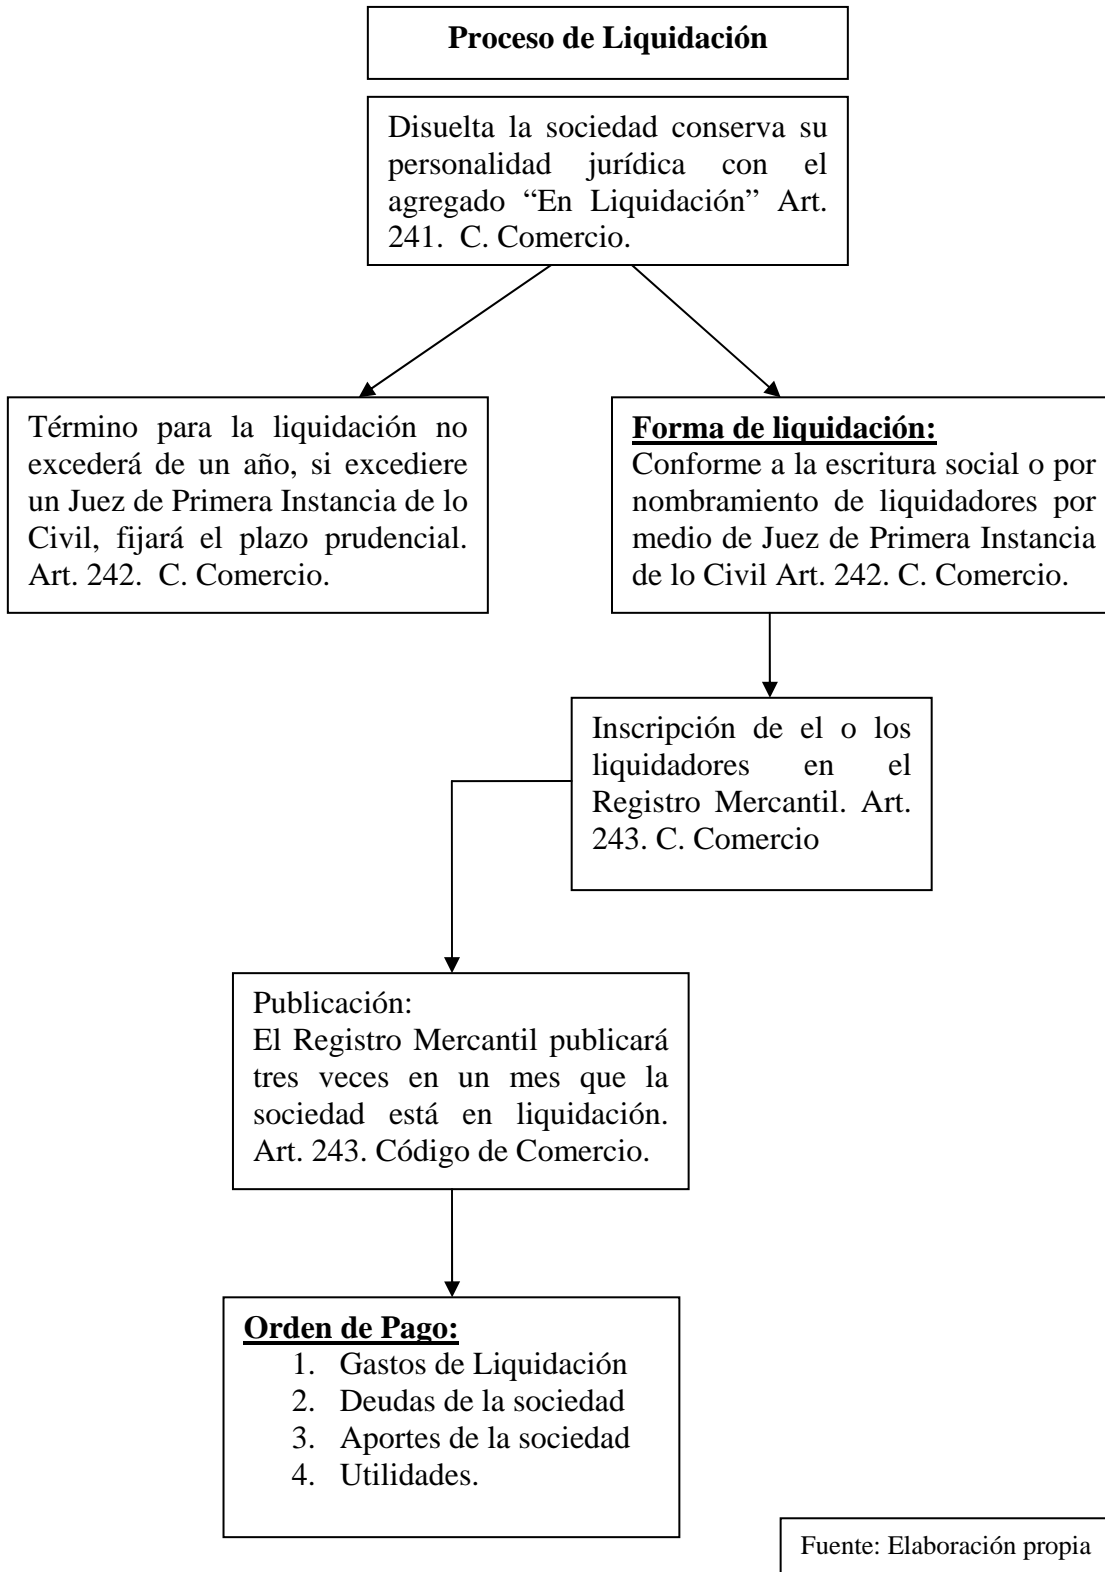 Proceso de Liquidación
Disuelta la sociedad conserva su
personalidad jurídica con el
agregado “En Liquidación” Art.
241. C. Comercio.
Término para la liquidación no
excederá de un año, si excediere
un Juez de Primera Instancia de lo
Civil, fijará el plazo prudencial.
Art. 242. C. Comercio.
Forma de liquidación:
Conforme a la escritura social o por
nombramiento de liquidadores por
medio de Juez de Primera Instancia
de lo Civil Art. 242. C. Comercio.
Inscripción de el o los
liquidadores en el
Registro Mercantil. Art.
243. C. Comercio
Publicación:
El Registro Mercantil publicará
tres veces en un mes que la
sociedad está en liquidación.
Art. 243. Código de Comercio.
Orden de Pago:
1. Gastos de Liquidación
2. Deudas de la sociedad
3. Aportes de la sociedad
4. Utilidades.
Fuente: Elaboración propia